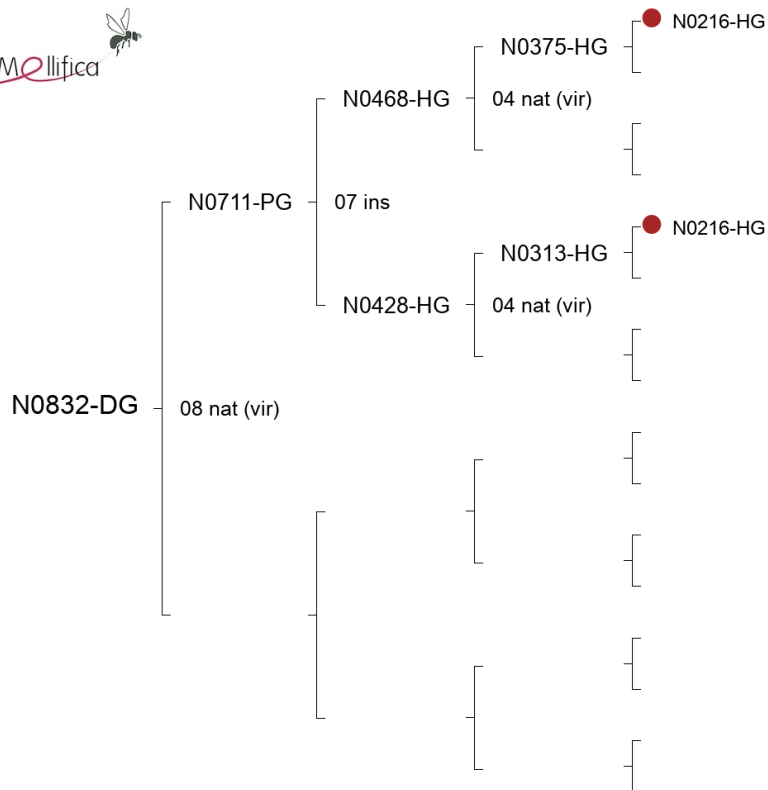 Mellifica
N0216-HG
N0375-HG
N0468-HG
04 nat (vir)
N0711-PG
07 ins
N0216-HG
N0313-HG
N0428-HG
04 nat (vir)
N0832-DG
08 nat (vir)